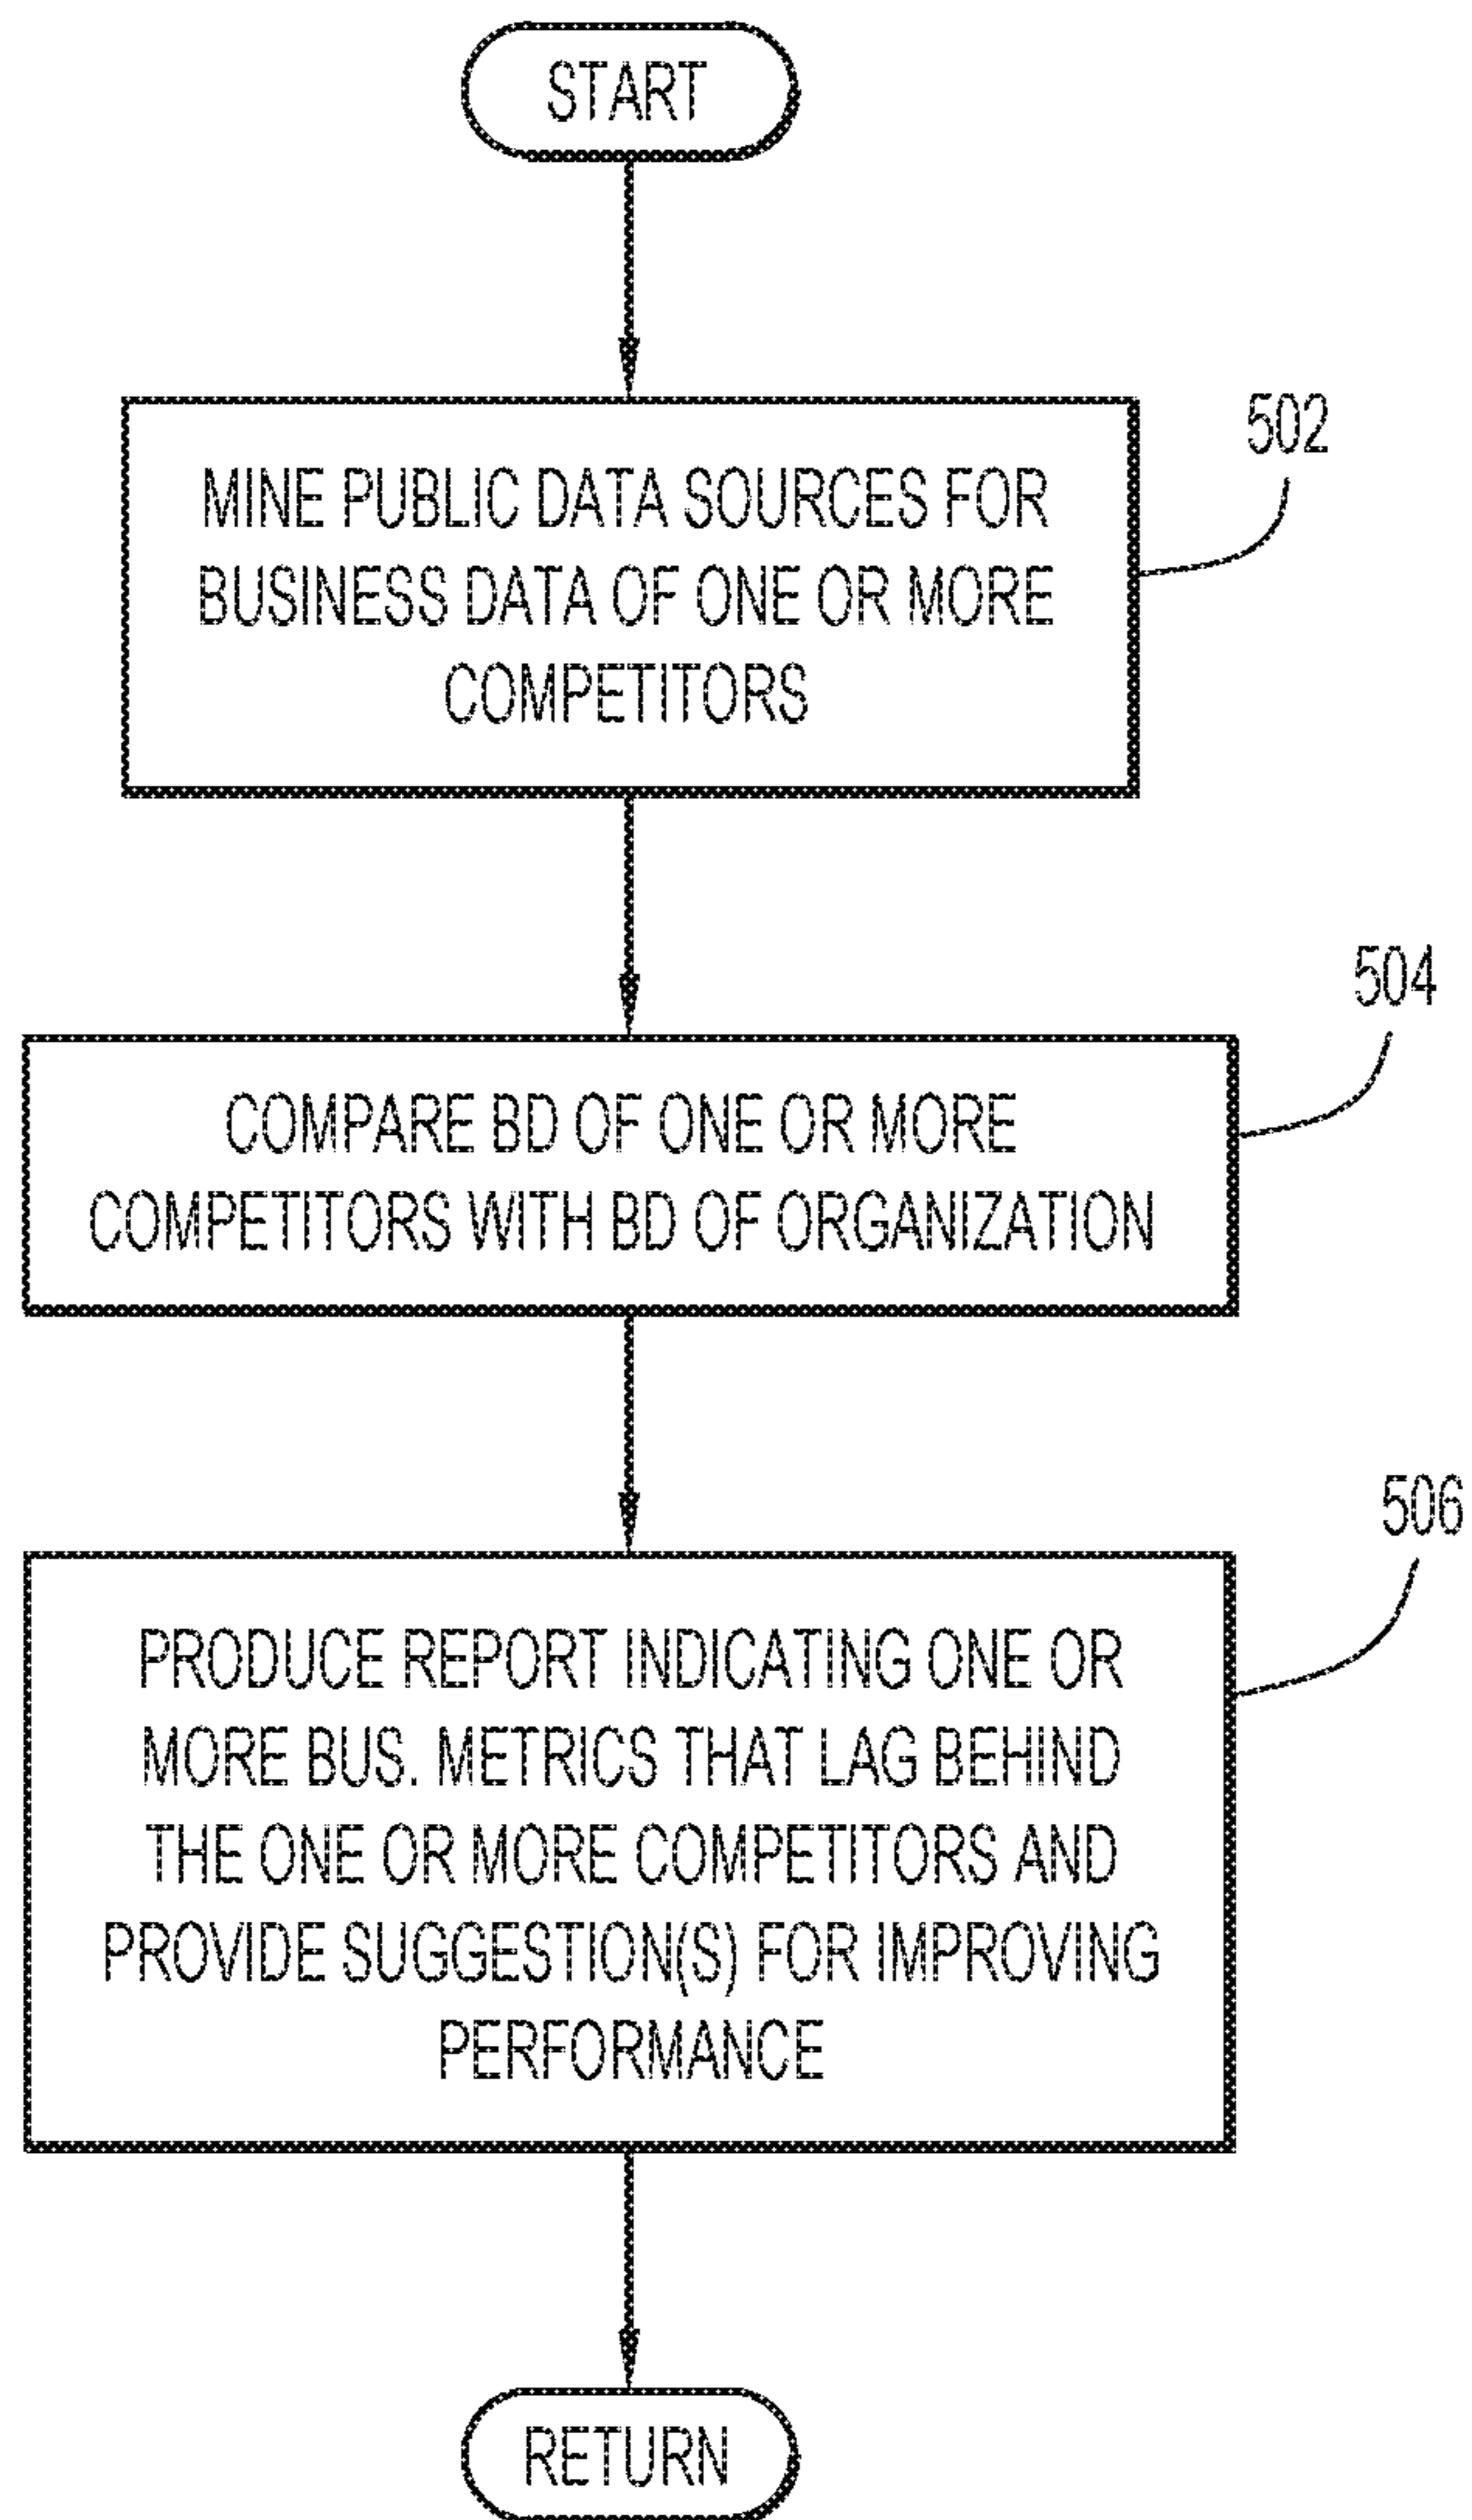 START
502
MINE PUBLIC DATA SOURCES FOR
BUSINESS DATA OF ONE OR MORE
COMPETITORS
504
COMPARE BD OF ONE OR MORE
COMPETITORS WITH BD OF ORGANIZATION
506
PRODUCE REPORT INDICATING ONE OR
MORE BUS. METRICS THAT LAG BEHIND
THE ONE OR MORE COMPETITORS AND
PROVIDE SUGGESTION(S) FOR IMPROVING
PERFORMANCE
RETURN